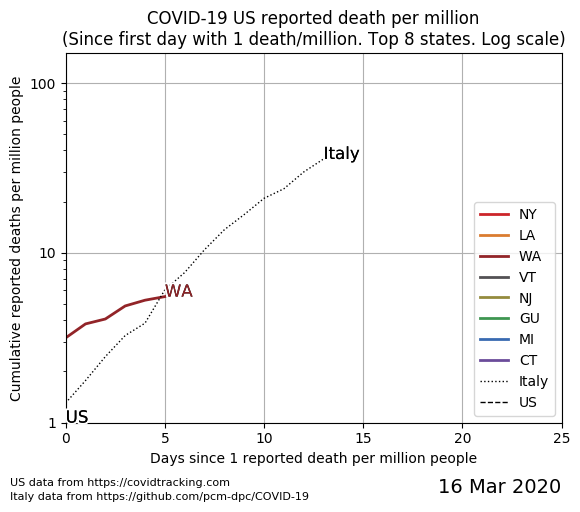 COVID-19 US reported death per million
(Since first day with 1 death/million. Top 8 states. Log scale)
Cumulative reported deaths per million people
100
10
1
Italy
WA
US
NY
LA
WA
VT
NJ
GU
MI
CT
Italy
US
0 5 10 15 20 25
Days since 1 reported death per million people
US data from https://covidtracking.com
Italy data from https://github.com/pcm-dpc/COVID-19
16 Mar 2020